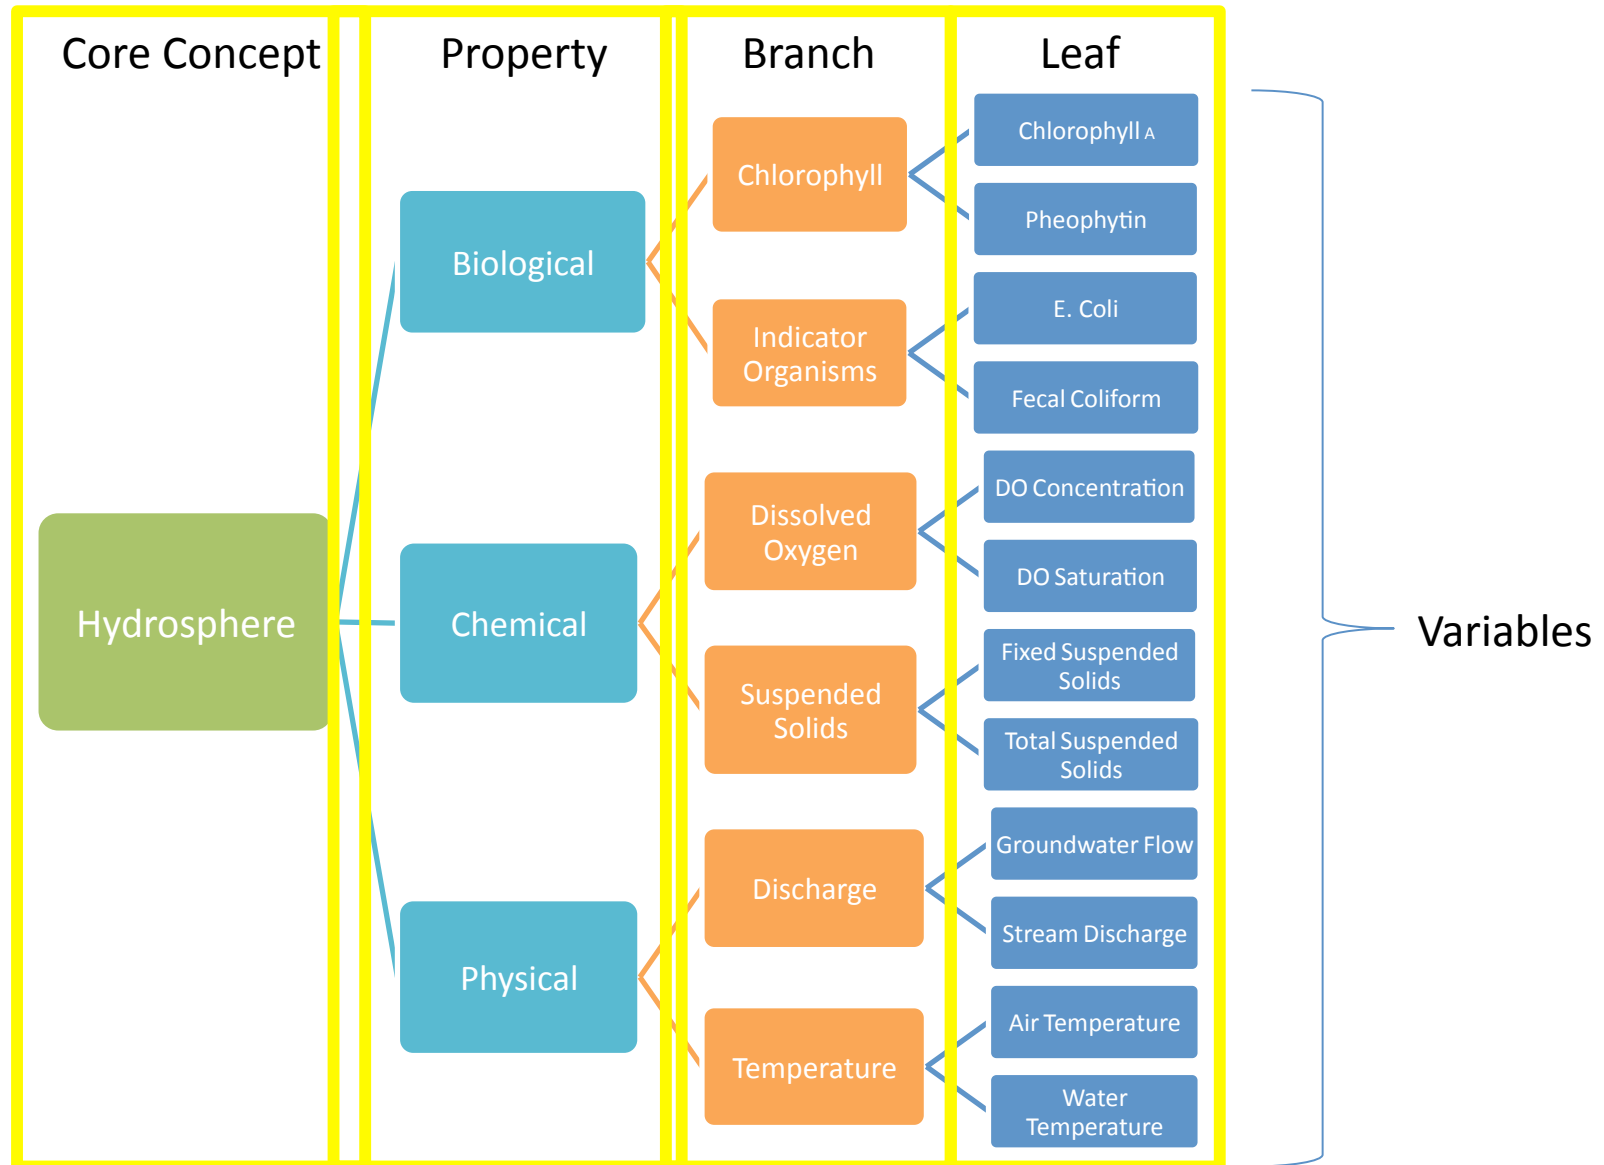 Core Concept
Property
Branch
Leaf
Hydrosphere
Biological
Chemical
Physical
Chlorophyll
Indicator
Organisms
Dissolved
Oxygen
Suspended
Solids
Discharge
Temperature
Chlorophyll A
Pheophytin
E. Coli
Fecal Coliform
DO Concentration
DO Saturation
Fixed Suspended
Solids
Total Suspended
Solids
Groundwater Flow
Stream Discharge
Air Temperature
Water
Temperature
Variables